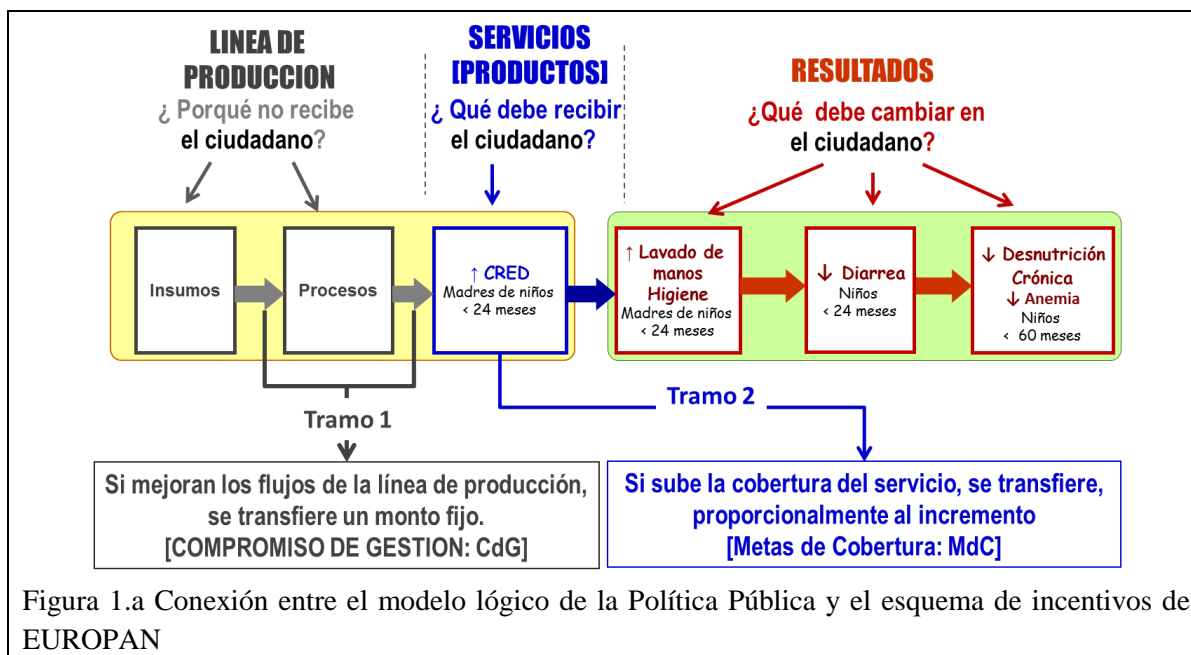 LINEA DE
PRODUCCION
¿ Porqué no recibe
el ciudadano?
SERVICIOS
[PRODUCTOS]
¿ Qué debe recibir
el ciudadano?
RESULTADOS
¿Qué debe cambiar en
el ciudadano?
Insumos
Procesos
↑ CRED
Madres de niños
< 24 meses
↑ Lavado de
manos
Higiene
Madres de niños
< 24 meses
↓ Diarrea
Niños
< 24 meses
↓ Desnutrición
Crónica
↓ Anemia
Niños
< 60 meses
Tramo 1
Tramo 2
Si mejoran los flujos de la línea de producción,
se transfiere un monto fijo.
[COMPROMISO DE GESTION: CdG]
Si sube la cobertura del servicio, se transfiere,
proporcionalmente al incremento
[Metas de Cobertura: MdC]
Figura 1.a Conexión entre el modelo lógico de la Política Pública y el esquema de incentivos de
EUROPAN